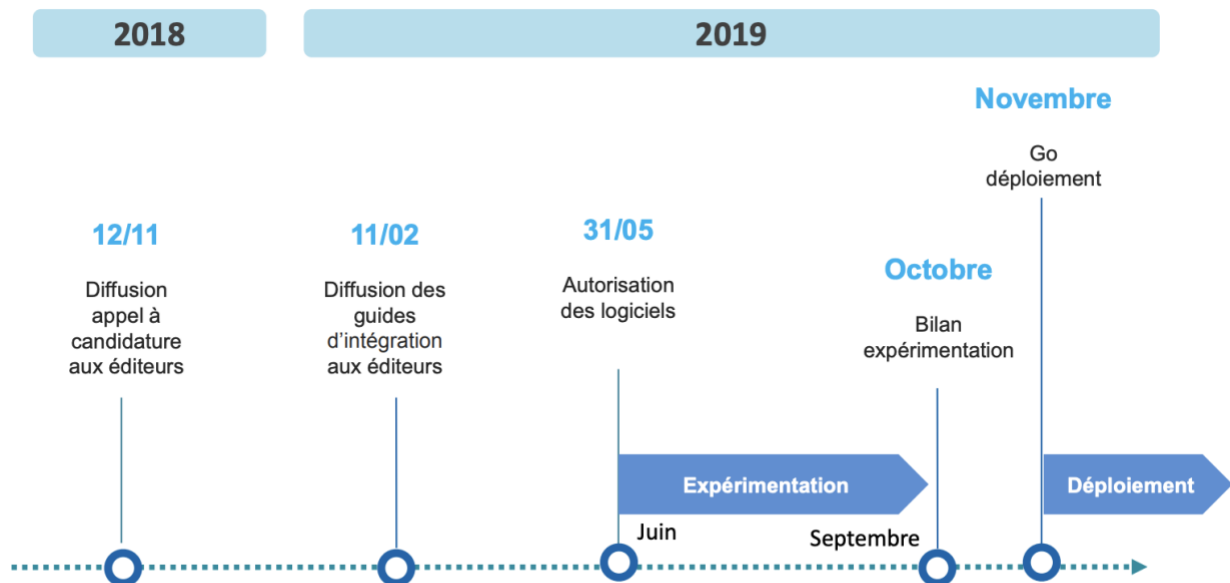 2018
2019
12/11
Diffusion
appel à
candidature
aux éditeurs
11/02
Diffusion des
guides
d’intégration
aux éditeurs
31/05
Autorisation
des logiciels
Octobre
Bilan
expérimentation
Novembre
Go
déploiement
Expérimentation
Déploiement
Juin
Septembre